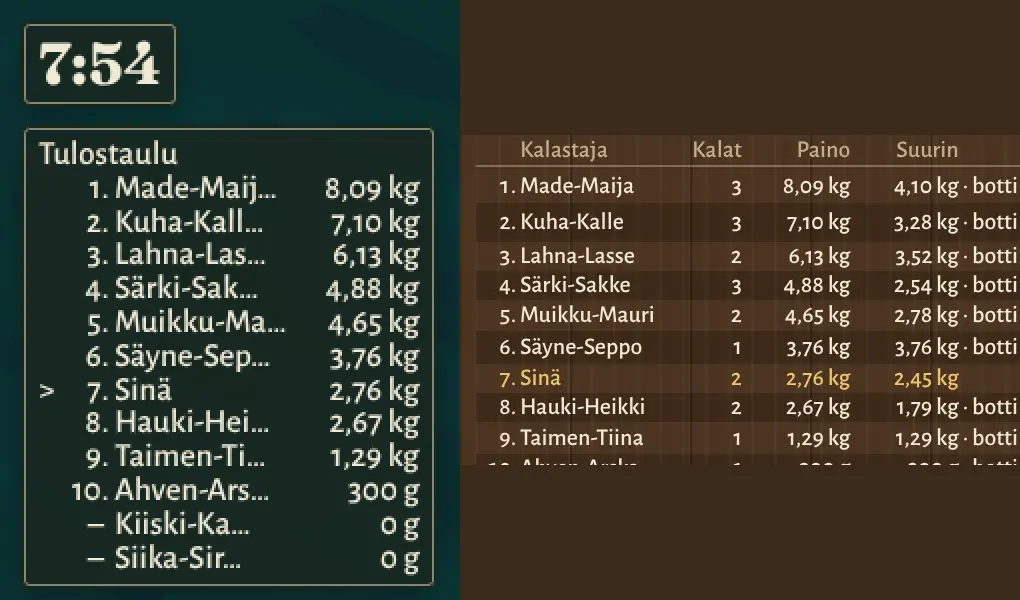 7:54
Tulostaulu
1. Made-Maij... 8,09 kg
2. Kuha-Kall... 7,10 kg
3. Lahna-Las... 6,13 kg
4. Särki-Sak... 4,88 kg
5. Muikku-Ma... 4,65 kg
6. Säyne-Sep... 3,76 kg
> 7. Sinä 2,76 kg
8. Hauki-Hei... 2,67 kg
9. Taimen-Ti... 1,29 kg
10. Ahven-Ars... 300 g
– Kiiski-Ka... 0 g
– Siika-Sir... 0 g
Kalastaja Kalat Paino Suurin
1. Made-Maija 3 8,09 kg 4,10 kg · botti
2. Kuha-Kalle 3 7,10 kg 3,28 kg · botti
3. Lahna-Lasse 2 6,13 kg 3,52 kg · botti
4. Särki-Sakke 3 4,88 kg 2,54 kg · botti
5. Muikku-Mauri 2 4,65 kg 2,78 kg · botti
6. Säyne-Seppo 1 3,76 kg 3,76 kg · botti
7. Sinä 2 2,76 kg 2,45 kg
8. Hauki-Heikki 2 2,67 kg 1,79 kg · botti
9. Taimen-Tiina 1 1,29 kg 1,29 kg · botti